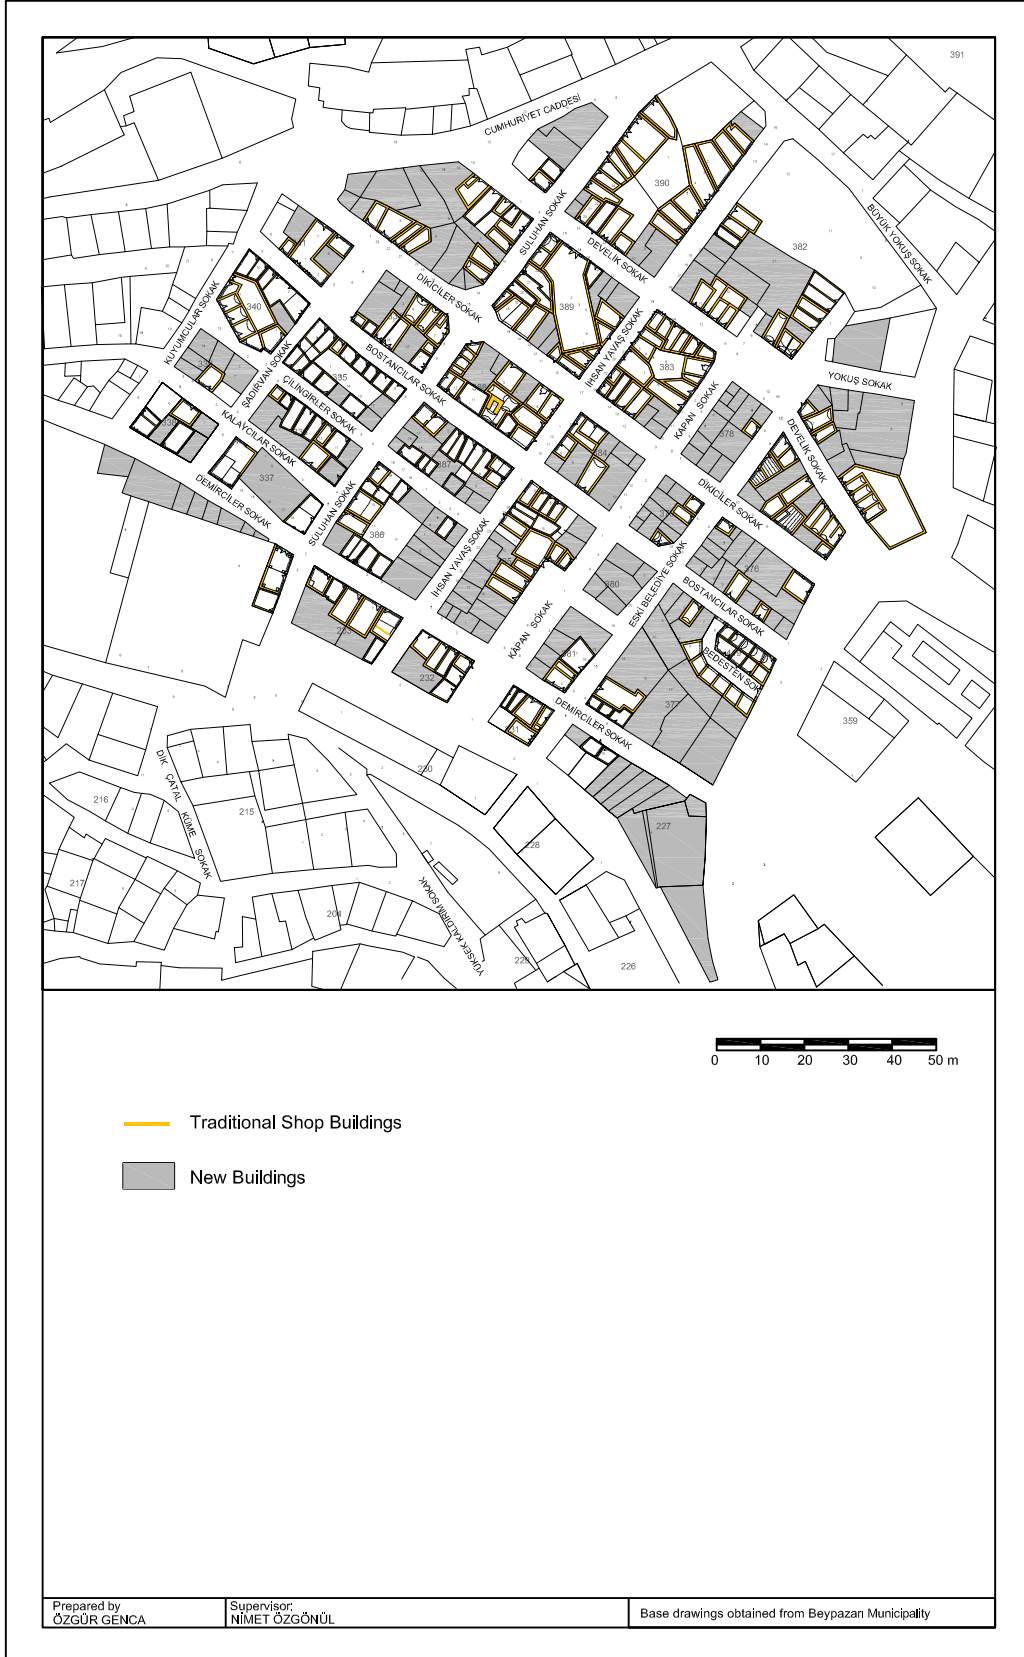 391
CUMHURİYET CADDESİ
390
BÜYÜK YOKUŞ SOKAK
SULUHAN SOKAK
DEVELİK SOKAK
382
KUYUMCULAR SOKAK
340
DİKİCİLER SOKAK
389
İHSAN YAVAŞ SOKAK
383
ŞADIRVAN SOKAK
335
BOSTANCILAR SOKAK
YOKUŞ SOKAK
ÇİLİNGİRLER SOKAK
KAPAN SOKAK
378
DEVELİK SOKAK
KALAYCILAR SOKAK
384
387
337
DEMİRCİLER SOKAK
DİKİCİLER SOKAK
SULUHAN SOKAK
386
İHSAN YAVAŞ SOKAK
ESKİ BELEDİYE SOKAK
376
380
BOSTANCILAR SOKAK
KAPAN SOKAK
381
BEDESTEN SOK
232
377
359
DEMİRCİLER SOKAK
DİK ÇATAL KÜME SOKAK
230
216
215
227
228
217
YÜKSEK KALDIRIM SOKAK
204
229
226
0 10 20 30 40 50 m
Traditional Shop Buildings
New Buildings
Prepared by
ÖZGÜR GENCA
Supervisor:
NİMET ÖZGÖNÜL
Base drawings obtained from Beypazarı Municipality